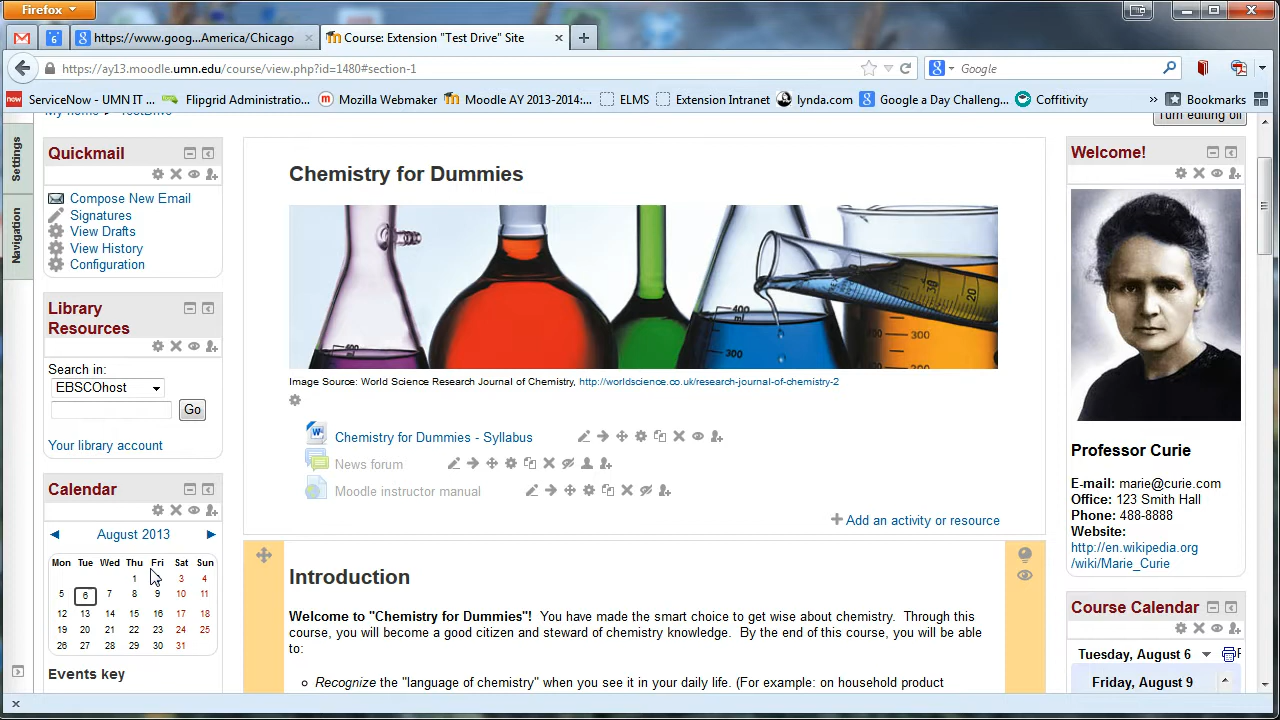 Firefox
https://www.goog...America/Chicago
Course: Extension "Test Drive" Site
https://ay13.moodle.umn.edu/course/view.php?id=1480#section-1
Google
ServiceNow - UMN IT ...
Flipgrid Administratio...
Mozilla Webmaker
Moodle AY 2013-2014:...
ELMS
Extension Intranet
lynda.com
Google a Day Challeng...
Coffitivity
»
Bookmarks
Turn editing off
Settings
Navigation
Quickmail
Compose New Email
Signatures
View Drafts
View History
Configuration
Library
Resources
Search in:
EBSCOhost
Go
Your library account
Calendar
August 2013
Mon Tue Wed Thu Fri Sat Sun
1 3 4
5 6 7 8 9 10 11
12 13 14 15 16 17 18
19 20 21 22 23 24 25
26 27 28 29 30 31
Events key
Chemistry for Dummies
400
300
300
30
20
Image Source: World Science Research Journal of Chemistry, http://worldscience.co.uk/research-journal-of-chemistry-2
Chemistry for Dummies - Syllabus
News forum
Moodle instructor manual
Add an activity or resource
Introduction
Welcome to "Chemistry for Dummies"! You have made the smart choice to get wise about chemistry. Through this
course, you will become a good citizen and steward of chemistry knowledge. By the end of this course, you will be able
to:
Recognize the "language of chemistry" when you see it in your daily life. (For example: on household product
Welcome!
Professor Curie
E-mail: marie@curie.com
Office: 123 Smith Hall
Phone: 488-8888
Website:
http://en.wikipedia.org
/wiki/Marie_Curie
Course Calendar
Tuesday, August 6
Friday, August 9